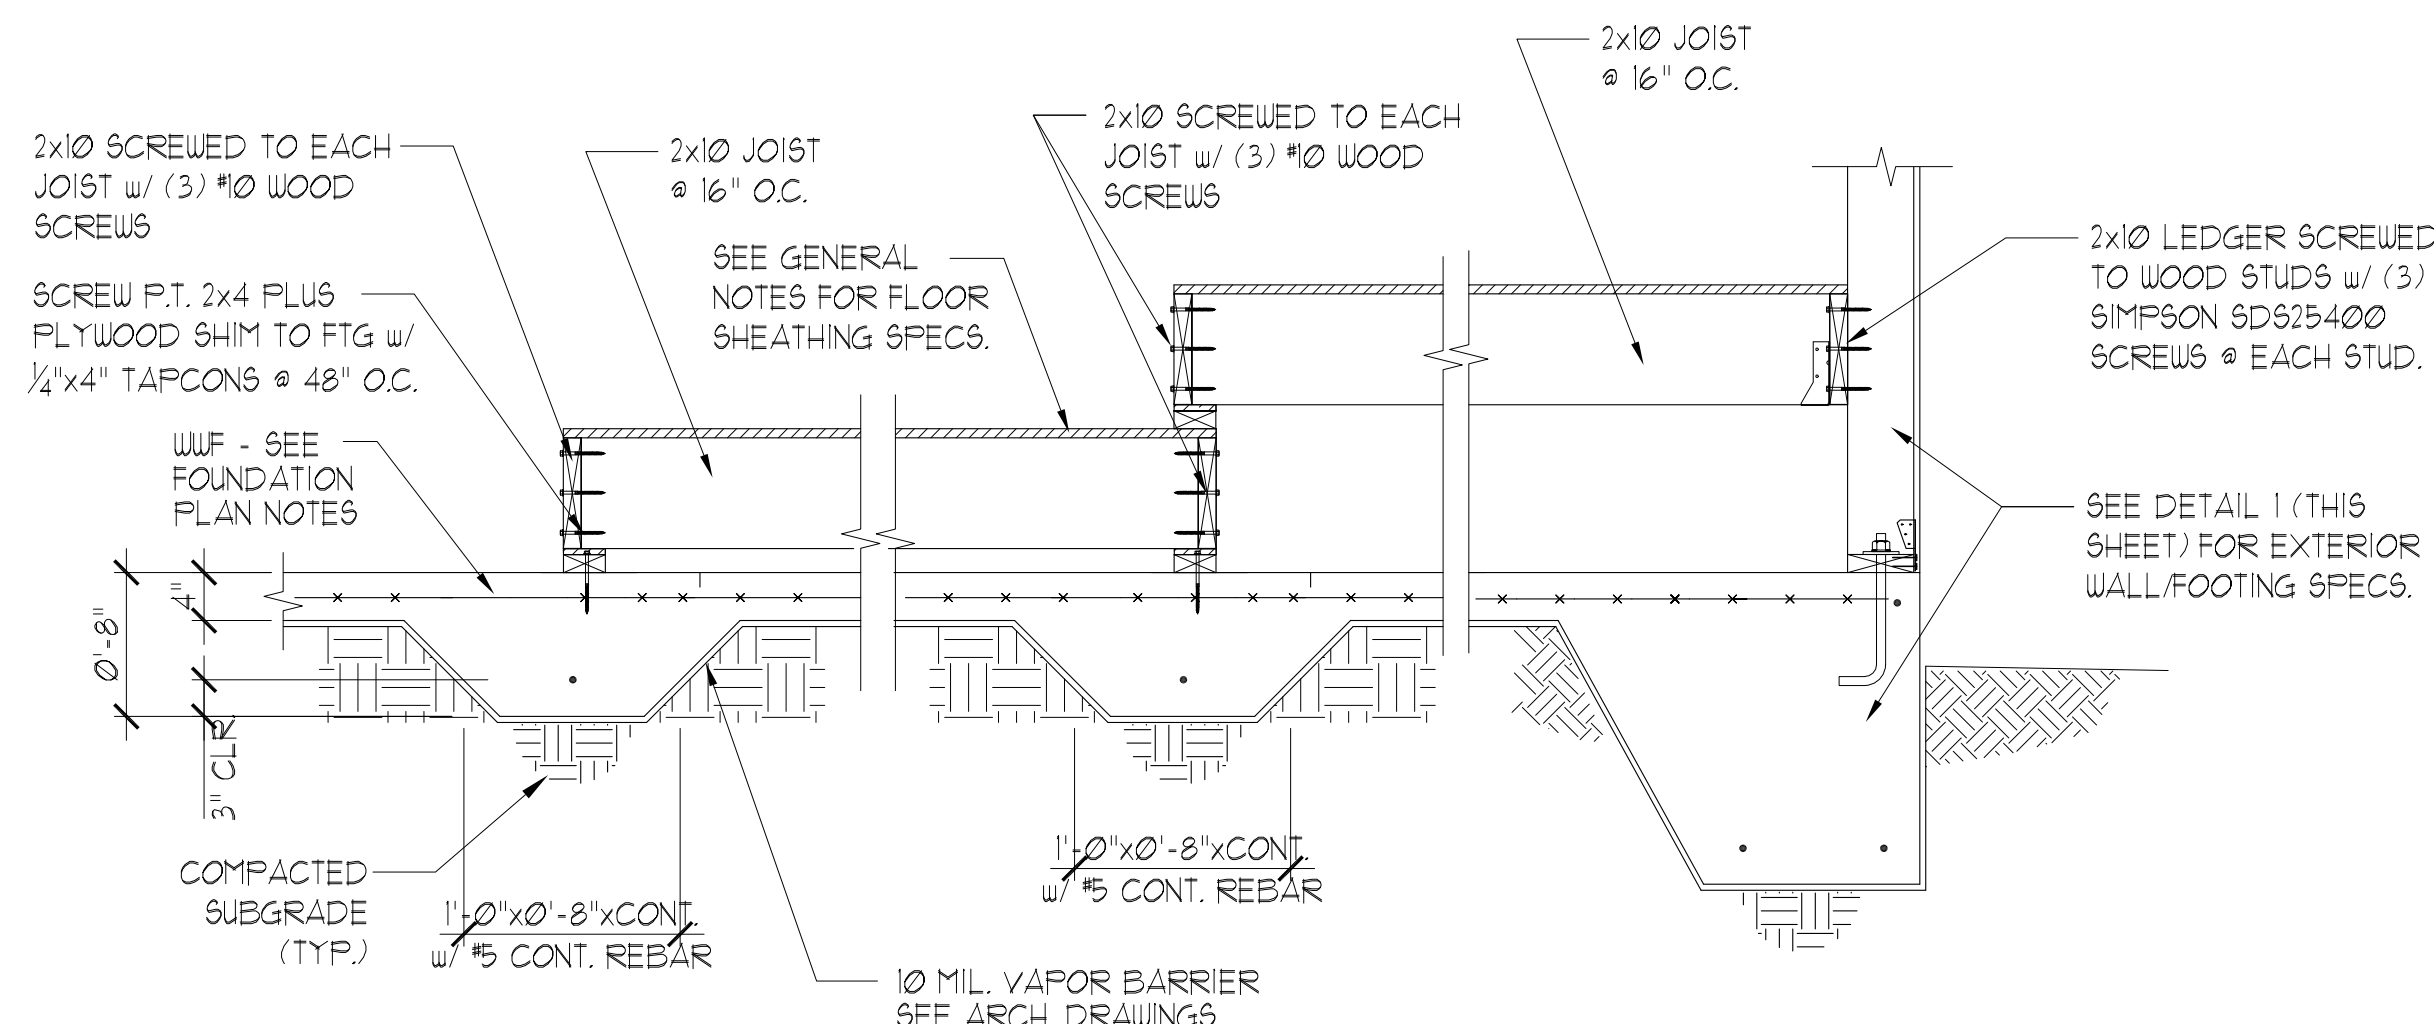 2x10 JOIST
@ 16" O.C.
2x10 SCREWED TO EACH
JOIST w/ (3) #10 WOOD
SCREWS
2x10 SCREWED TO EACH
JOIST w/ (3) #10 WOOD
SCREWS
2x10 JOIST
@ 16" O.C.
SEE GENERAL
NOTES FOR FLOOR
SHEATHING SPECS.
2x10 LEDGER SCREWED
TO WOOD STUDS w/ (3)
SIMPSON SDS25400
SCREWS @ EACH STUD.
SCREW P.T. 2x4 PLUS
PLYWOOD SHIM TO FTG w/
1/4"x4" TAPCONS @ 48" O.C.
WWF - SEE
FOUNDATION
PLAN NOTES
SEE DETAIL 1 (THIS
SHEET) FOR EXTERIOR
WALL/FOOTING SPECS.
4"
0'-8"
3" CLR.
COMPACTED
SUBGRADE
(TYP.)
1'-0"x0'-8"xCONT.
w/ #5 CONT. REBAR
1'-0"x0'-8"xCONT.
w/ #5 CONT. REBAR
10 MIL. VAPOR BARRIER
SEE ARCH DRAWINGS